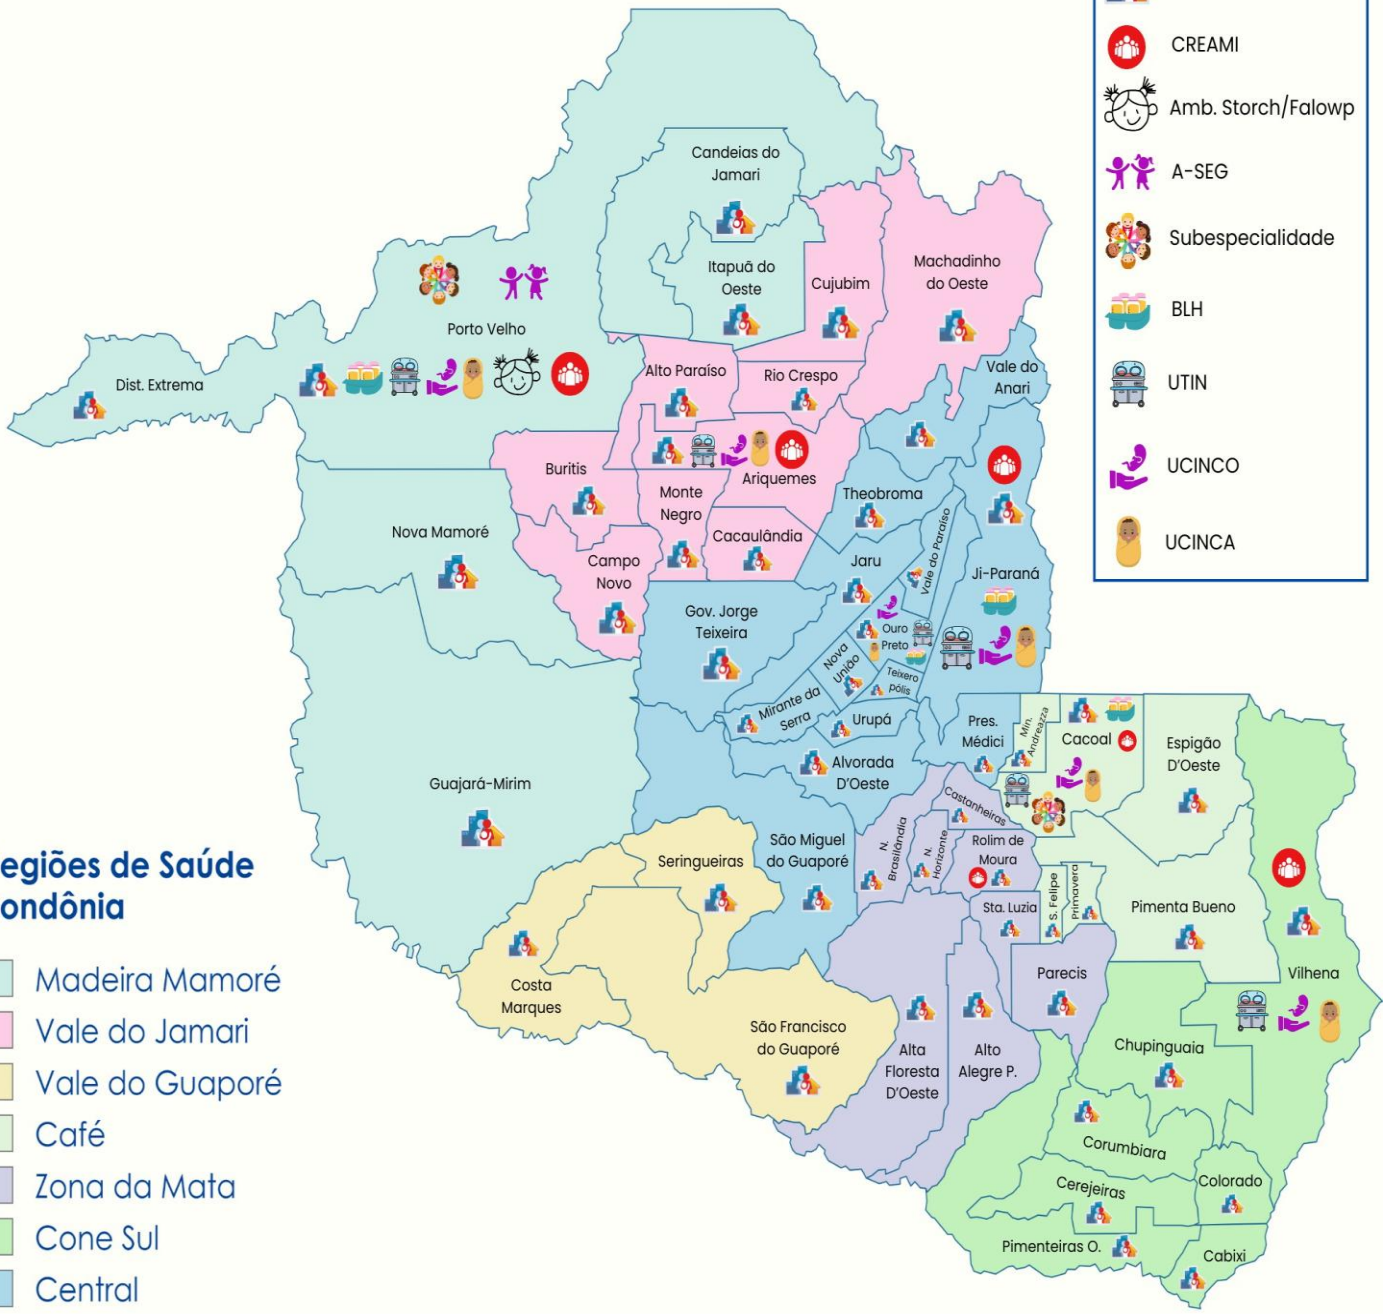 CREAMI
Amb. Storch/Falowp
A-SEG
Subespecialidade
BLH
UTIN
UCINCO
UCINCA
Candeias do
Jamari
Itapuã do
Oeste
Cujubim
Machadinho
do Oeste
Porto Velho
Dist. Extrema
Alto Paraíso
Rio Crespo
Vale do
Anari
Buritis
Ariquemes
Monte
Negro
Theobroma
Nova Mamoré
Cacaulândia
Vale do Paraíso
Campo
Novo
Jaru
Ji-Paraná
Gov. Jorge
Teixeira
Ouro
Preto
Nova
União
Teixero
pólis
Mirante da
Serra
Urupá
Pres.
Médici
Min.
Andreazza
Cacoal
Espigão
D'Oeste
Alvorada
D'Oeste
Guajará-Mirim
Castanheiras
São Miguel
do Guaporé
N.
Brasilândia
N.
Horizonte
Rolim de
Moura
Seringueiras
Sta. Luzia
S. Felipe
Primavera
Pimenta Bueno
Vilhena
Parecis
Costa
Marques
São Francisco
do Guaporé
Alta
Floresta
D'Oeste
Alto
Alegre P.
Chupinguaia
Corumbiara
Cerejeiras
Colorado
Pimenteiras O.
Cabixi
egiões de Saúde
ondônia
Madeira Mamoré
Vale do Jamari
Vale do Guaporé
Café
Zona da Mata
Cone Sul
Central